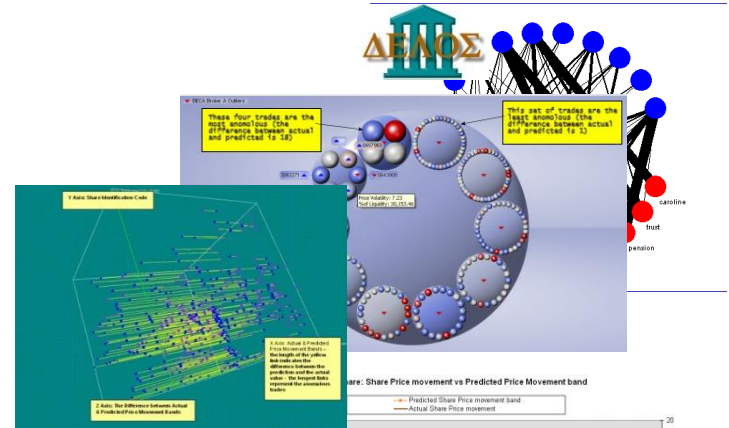 ΔΕΛΟΣ
DECA Broker A Outliers
These four trades are the
most anomolous (the
difference between actual
and predicted is 18)
This set of trades are the
least anomolous (the
difference between actual
and predicted is 1)
Price Volatility: 7.23
caroline
trust
pension
Y Axis: Share Identification Code
X Axis: Actual & Predicted
Price Movement Bands –
the length of the yellow
link indicates the
difference between the
prediction and the actual
value – the longest links
represent the anomalous
trades
Z Axis: The Difference between Actual
& Predicted Price Movement Bands
are: Share Price movement vs Predicted Price Movement band
Predicted Share Price movement band
Actual Share Price movement